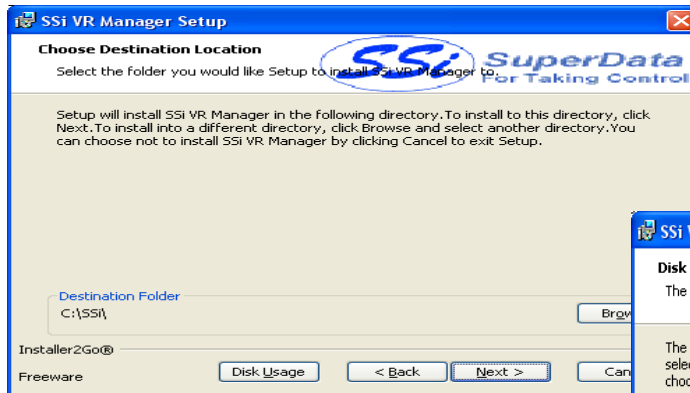 SSi VR Manager Setup
Choose Destination Location
Select the folder you would like Setup to install SSi VR Manager to.
SSi SuperData
For Taking Control
Setup will install SSi VR Manager in the following directory.To install to this directory, click
Next.To install into a different directory, click Browse and select another directory.You
can choose not to install SSi VR Manager by clicking Cancel to exit Setup.
Destination Folder
C:\SSi\
Brow
Installer2Go®
Freeware
Disk Usage
< Back
Next >
Can
SSi V
Disk
The
The
selec
choo